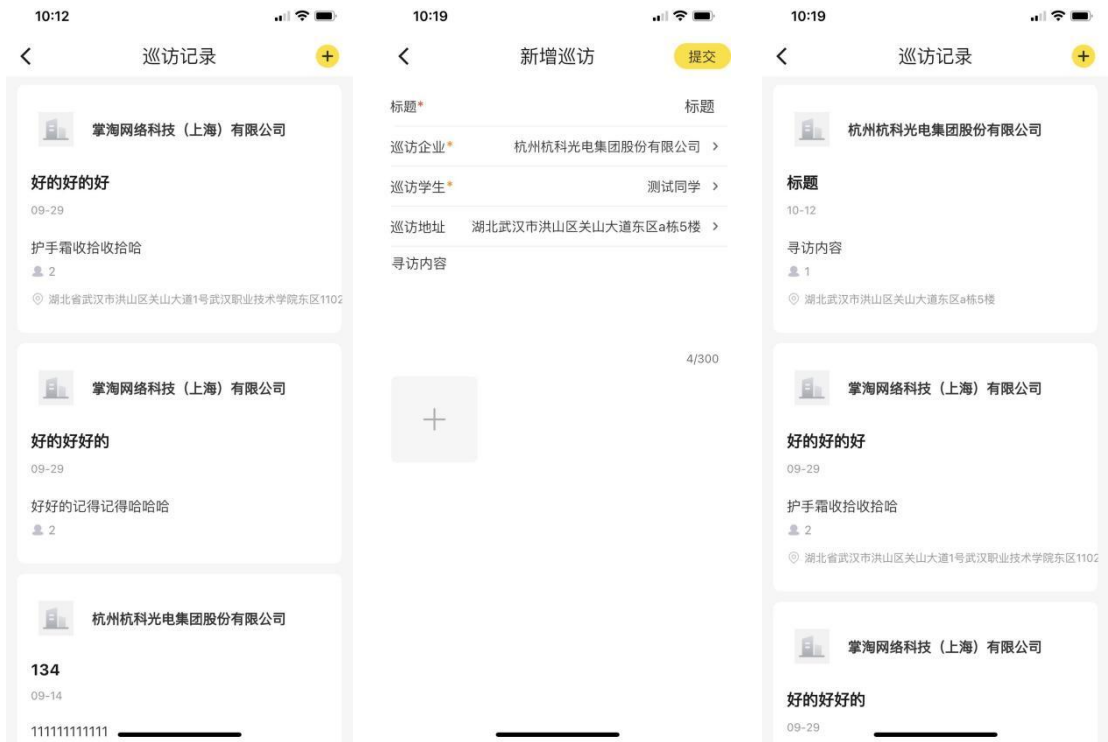 10:12
巡访记录
掌淘网络科技（上海）有限公司
好的好的好
09-29
护手霜收拾收拾哈
2
湖北省武汉市洪山区关山大道1号武汉职业技术学院东区1102
掌淘网络科技（上海）有限公司
好的好好的
09-29
好好的记得记得哈哈哈
2
杭州杭科光电集团股份有限公司
134
09-14
111111111111
10:19
新增巡访
提交
标题* 标题
巡访企业* 杭州杭科光电集团股份有限公司
巡访学生* 测试同学
巡访地址 湖北武汉市洪山区关山大道东区a栋5楼
寻访内容
4/300
10:19
巡访记录
杭州杭科光电集团股份有限公司
标题
10-12
寻访内容
1
湖北武汉市洪山区关山大道东区a栋5楼
掌淘网络科技（上海）有限公司
好的好的好
09-29
护手霜收拾收拾哈
2
湖北省武汉市洪山区关山大道1号武汉职业技术学院东区1102
掌淘网络科技（上海）有限公司
好的好好的
09-29